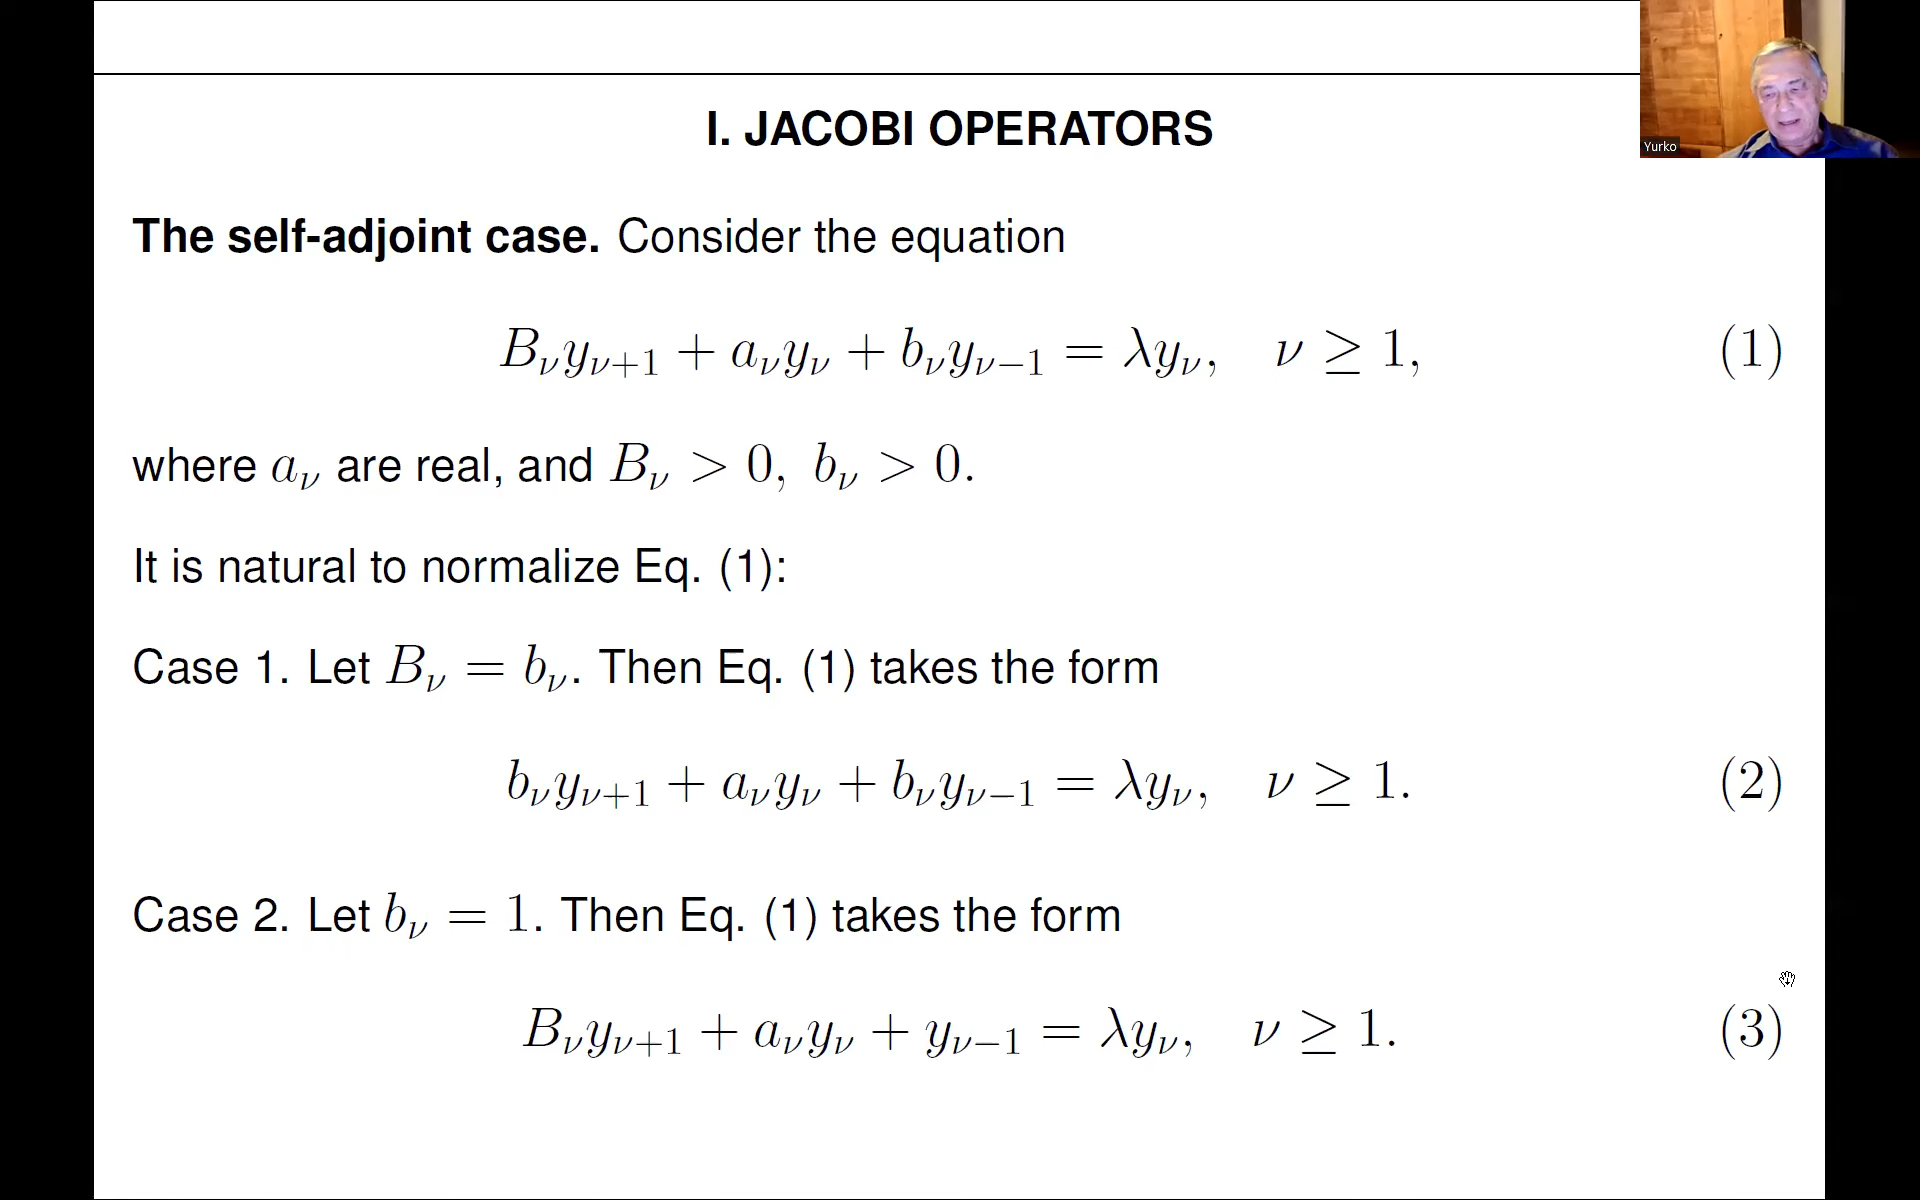 I. JACOBI OPERATORS
Yurko
The self-adjoint case. Consider the equation
B_ν y_{ν+1} + a_ν y_ν + b_ν y_{ν−1} = λy_ν, ν ≥ 1, (1)
where a_ν are real, and B_ν > 0, b_ν > 0.
It is natural to normalize Eq. (1):
Case 1. Let B_ν = b_ν. Then Eq. (1) takes the form
b_ν y_{ν+1} + a_ν y_ν + b_ν y_{ν−1} = λy_ν, ν ≥ 1. (2)
Case 2. Let b_ν = 1. Then Eq. (1) takes the form
B_ν y_{ν+1} + a_ν y_ν + y_{ν−1} = λy_ν, ν ≥ 1. (3)